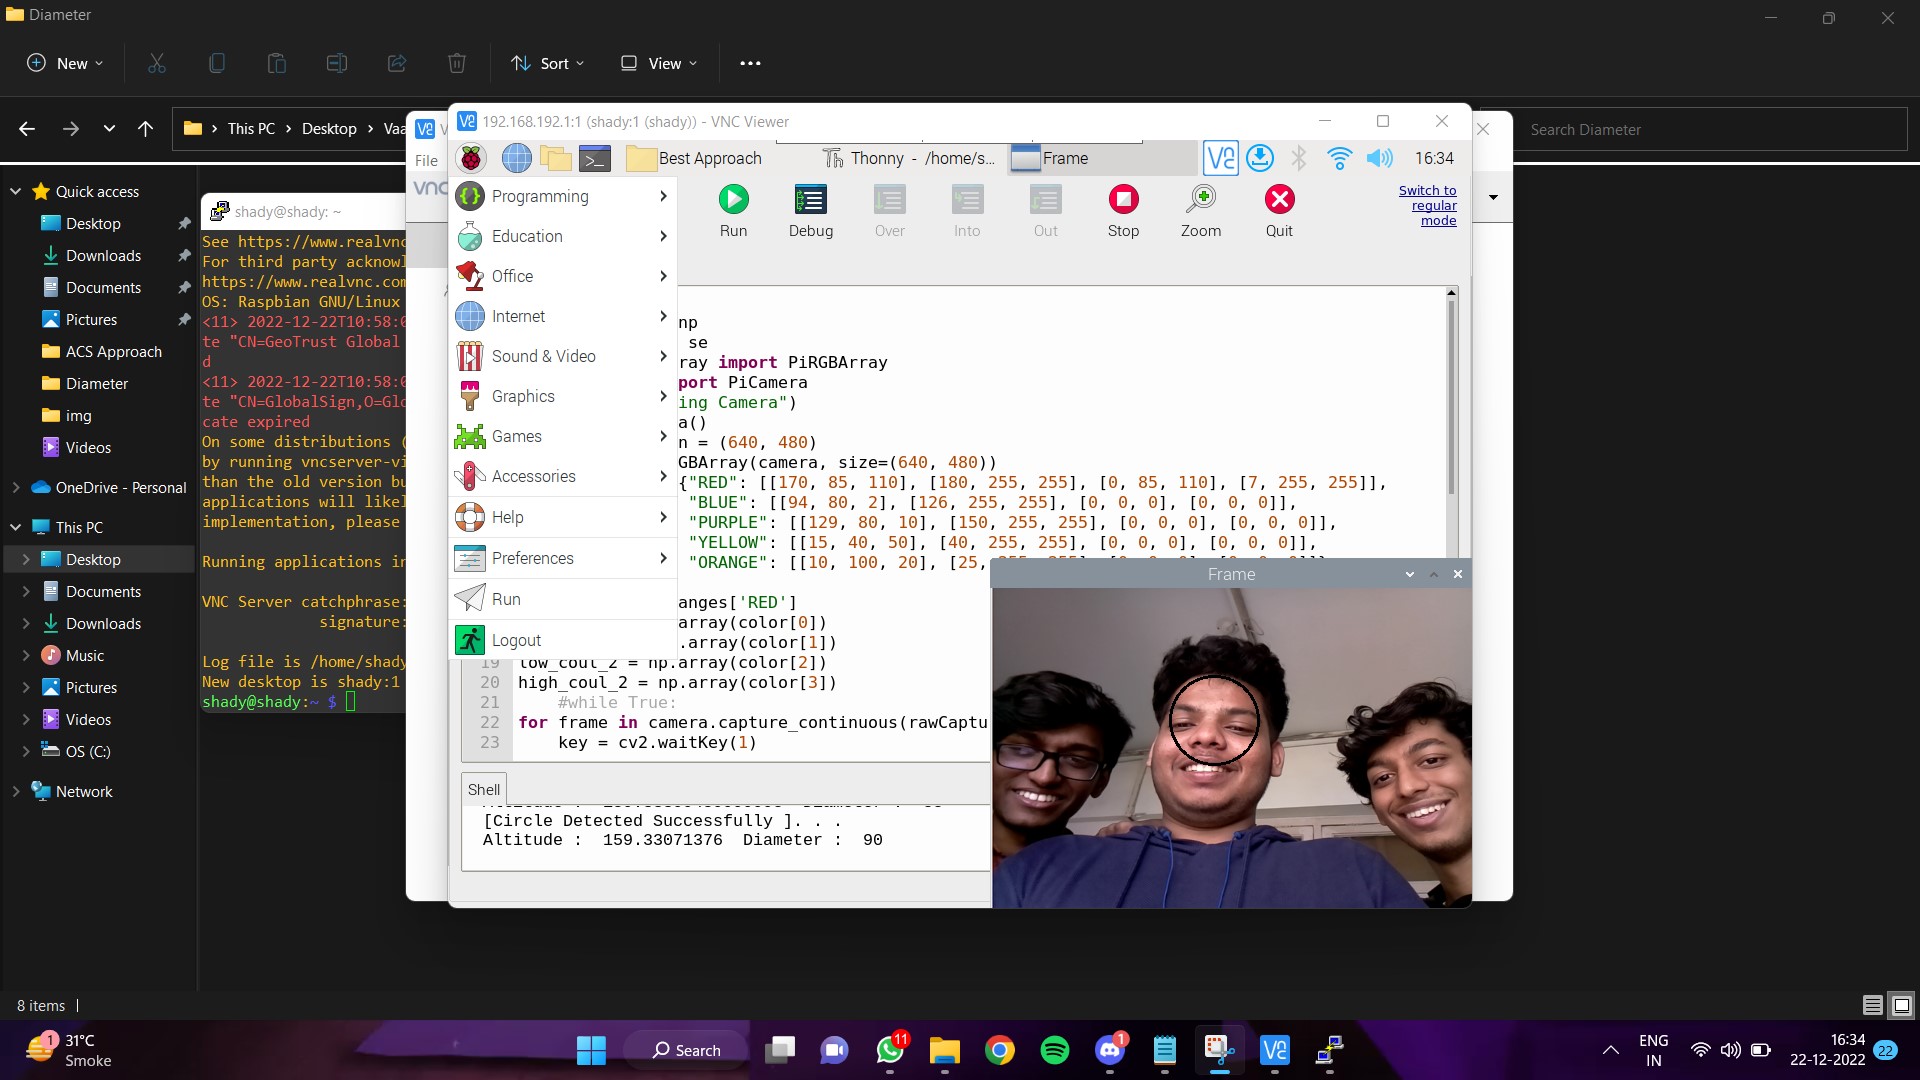 Diameter
New
Sort
View
This PC > Desktop > Vaa
Search Diameter
Quick access
Desktop
Downloads
Documents
Pictures
ACS Approach
Diameter
img
Videos
OneDrive - Personal
This PC
Desktop
Documents
Downloads
Music
Pictures
Videos
OS (C:)
Network
8 items
shady@shady: ~
See https://www.realvnc
For third party acknowl
https://www.realvnc.com
OS: Raspbian GNU/Linux
<11> 2022-12-22T10:58:0
te "CN=GeoTrust Global
d
<11> 2022-12-22T10:58:0
te "CN=GlobalSign,O=Glo
cate expired
On some distributions (
by running vncserver-vi
than the old version bu
applications will likel
implementation, please
Running applications in
VNC Server catchphrase:
signature:
Log file is /home/shady
New desktop is shady:1
shady@shady:~ $
File
192.168.192.1:1 (shady:1 (shady)) - VNC Viewer
Best Approach
Thonny - /home/s...
Frame
16:34
Programming
Education
Office
Internet
Sound & Video
Graphics
Games
Accessories
Help
Preferences
Run
Logout
Run
Debug
Over
Into
Out
Stop
Zoom
Quit
Switch to
regular
mode
np
se
ray import PiRGBArray
port PiCamera
ing Camera")
a()
n = (640, 480)
GBArray(camera, size=(640, 480))
{"RED": [[170, 85, 110], [180, 255, 255], [0, 85, 110], [7, 255, 255]],
"BLUE": [[94, 80, 2], [126, 255, 255], [0, 0, 0], [0, 0, 0]],
"PURPLE": [[129, 80, 10], [150, 255, 255], [0, 0, 0], [0, 0, 0]],
"YELLOW": [[15, 40, 50], [40, 255, 255], [0, 0, 0], [0, 0, 0]],
"ORANGE": [[10, 100, 20], [25,
anges['RED']
array(color[0])
.array(color[1])
19 low_coul_2 = np.array(color[2])
20 high_coul_2 = np.array(color[3])
21 #while True:
22 for frame in camera.capture_continuous(rawCaptu
23 key = cv2.waitKey(1)
Shell
[Circle Detected Successfully ]. . .
Altitude : 159.33071376 Diameter : 90
Frame
1
31°C
Smoke
Search
11
1
ENG
IN
16:34
22-12-2022
22